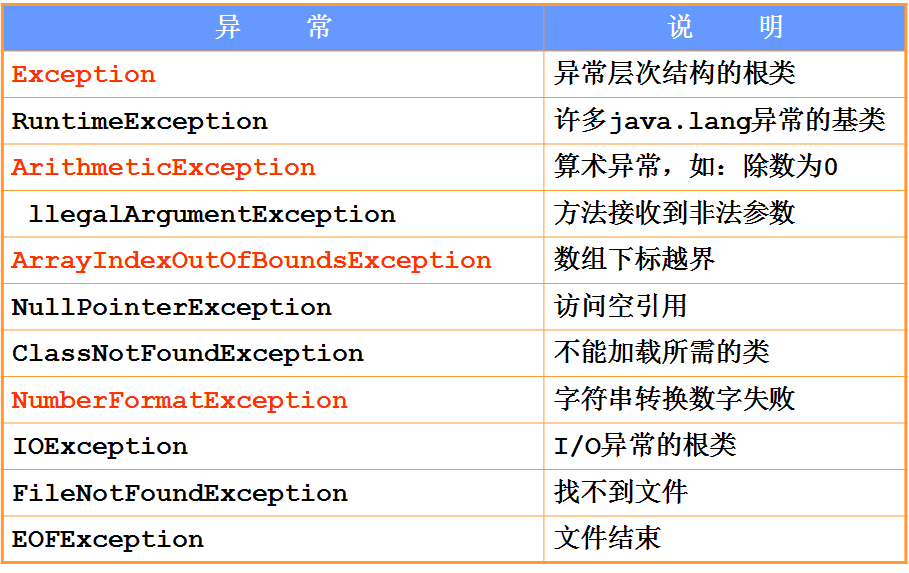 异 常 说 明
Exception 异常层次结构的根类
RuntimeException 许多java.lang异常的基类
ArithmeticException 算术异常，如：除数为0
llegalArgumentException 方法接收到非法参数
ArrayIndexOutOfBoundsException 数组下标越界
NullPointerException 访问空引用
ClassNotFoundException 不能加载所需的类
NumberFormatException 字符串转换数字失败
IOException I/O异常的根类
FileNotFoundException 找不到文件
EOFException 文件结束